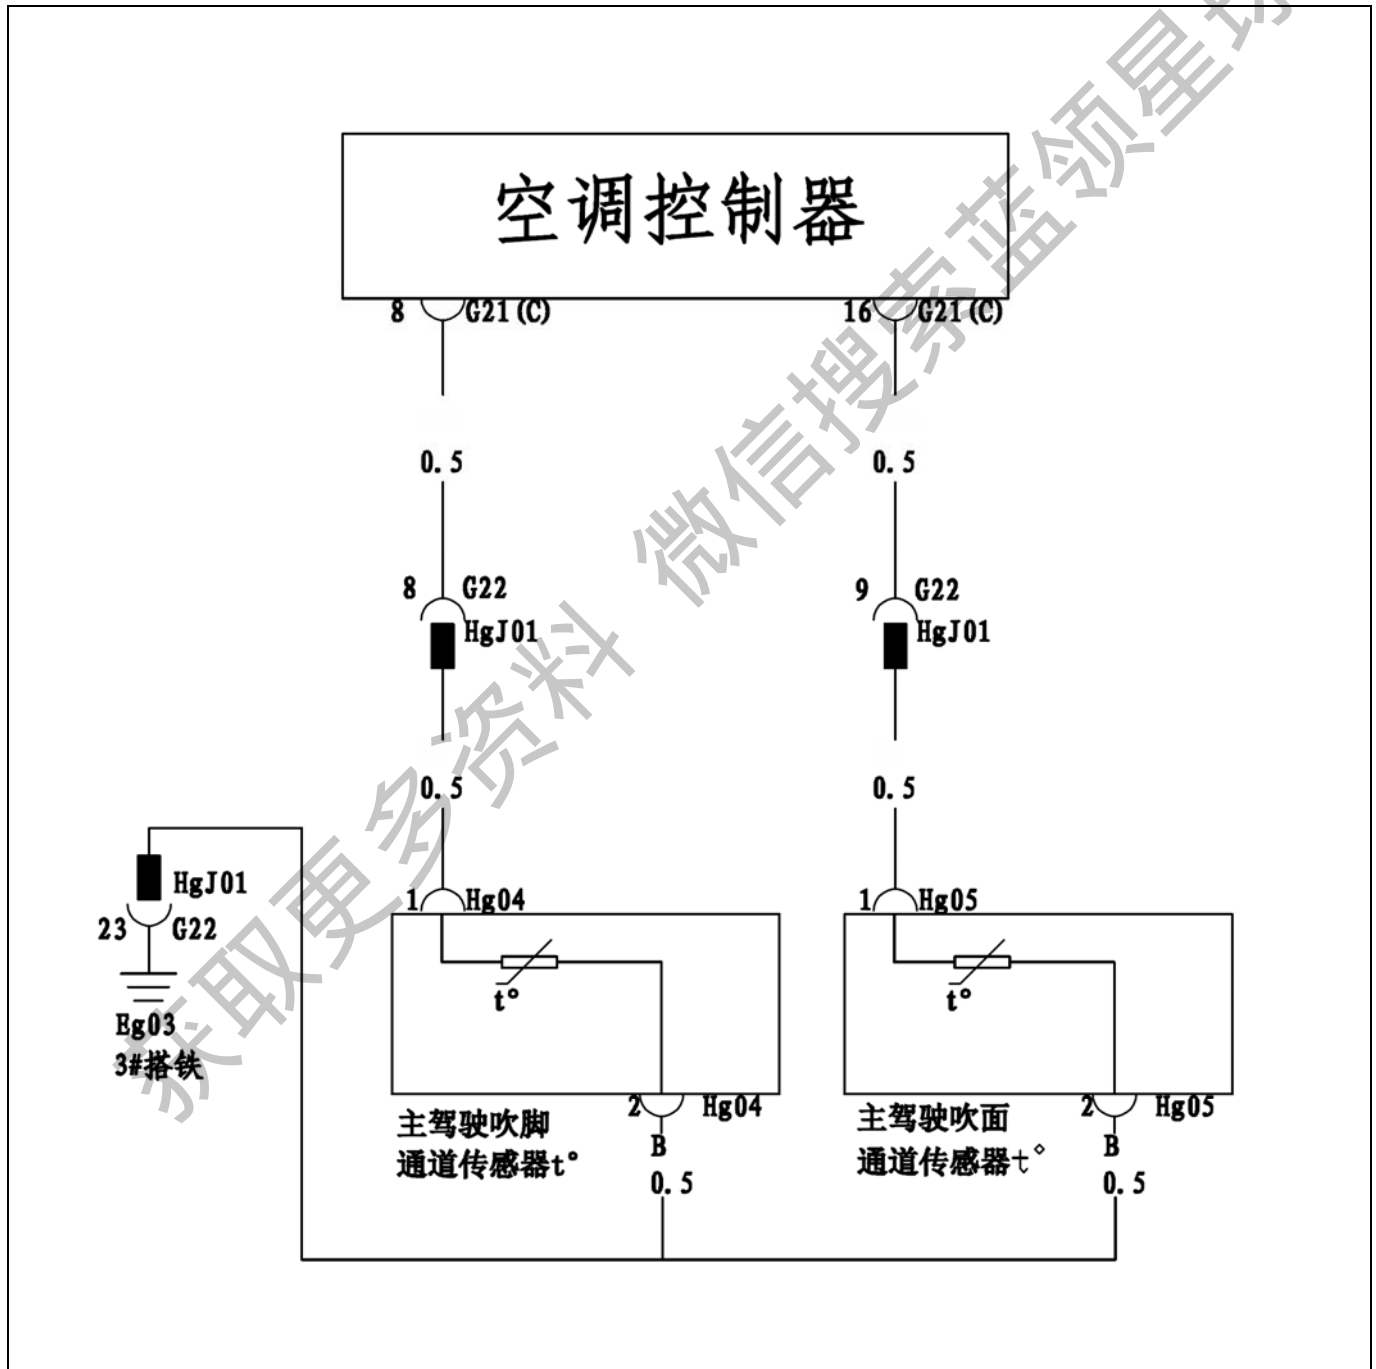 空调控制器
8 G21(C)
16 G21(C)
0.5
0.5
8 G22
HgJ01
9 G22
HgJ01
0.5
0.5
HgJ01
23 G22
Eg03
3#搭铁
1 Hg04
t°
2 Hg04
主驾驶吹脚
通道传感器t°
B
0.5
1 Hg05
t°
2 Hg05
主驾驶吹面
通道传感器t°
B
0.5
获取更多资料 微信搜索蓝领星球